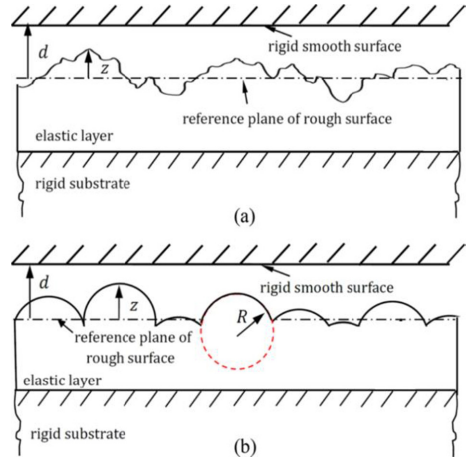 rigid smooth surface
d
z
reference plane of rough surface
elastic layer
rigid substrate
(a)
rigid smooth surface
d
z
R
reference plane of
rough surface
elastic layer
rigid substrate
(b)